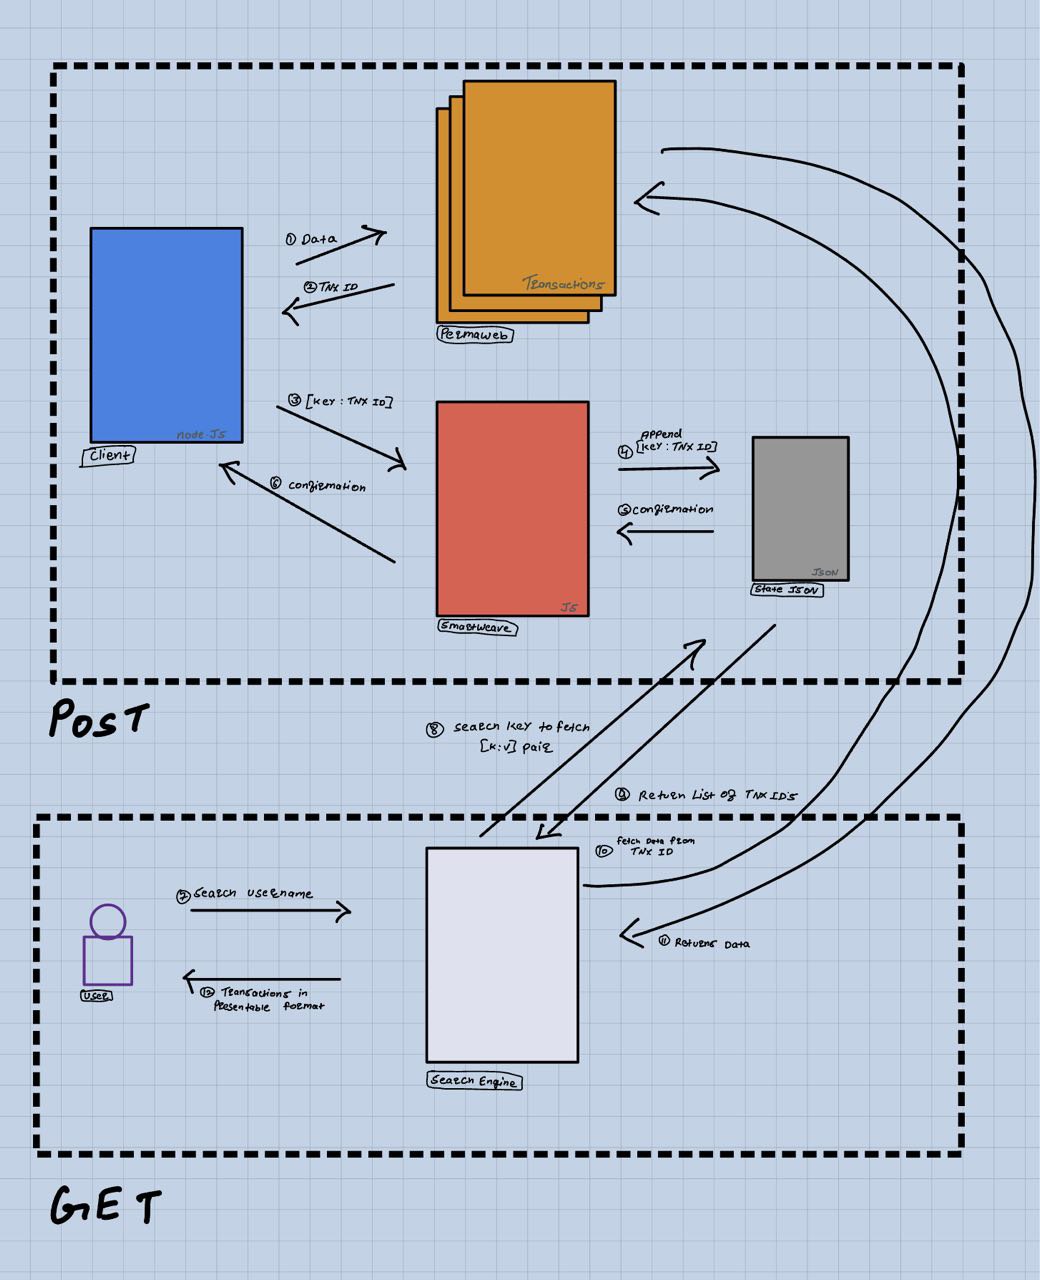 ① Data
② TNX ID
Transactions
Permaweb
node.JS
Client
③ [key : TNX ID]
⑥ confirmation
④ APPend
[key : TNX ID]
⑤ confirmation
JS
Smartweave
JSON
State JSON
POST
⑧ Search key to fetch
[k:v] pair
⑨ Return List of TNX IDs
⑩ fetch Data from
TNX ID
⑦ Search username
⑪ Returns Data
⑫ Transactions in
Presentable format
user
Search Engine
GET